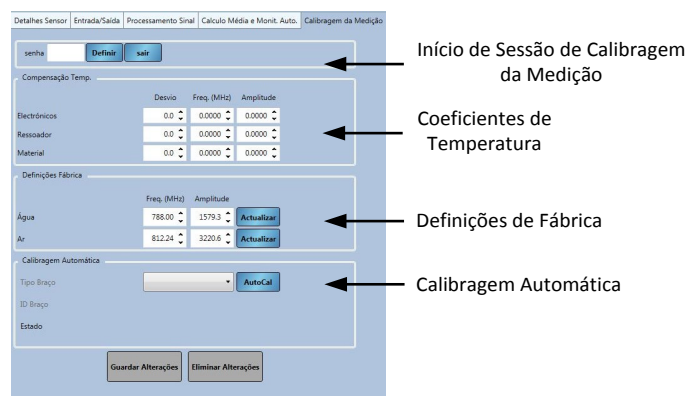 Detalhes Sensor Entrada/Saída Processamento Sinal Calculo Média e Monit. Auto. Calibragem da Medição
senha Definir sair
Início de Sessão de Calibragem
da Medição
Compensação Temp.
Desvio Freq. (MHz) Amplitude
Electrónicos 0.0 0.0000 0.0000
Ressoador 0.0 0.0000 0.0000
Material 0.0 0.0000 0.0000
Coeficientes de
Temperatura
Definições Fábrica
Freq. (MHz) Amplitude
Água 788.00 1579.3 Actualizar
Ar 812.24 3220.6 Actualizar
Definições de Fábrica
Calibragem Automática
Tipo Braço AutoCal
ID Braço
Estado
Calibragem Automática
Guardar Alterações Eliminar Alterações